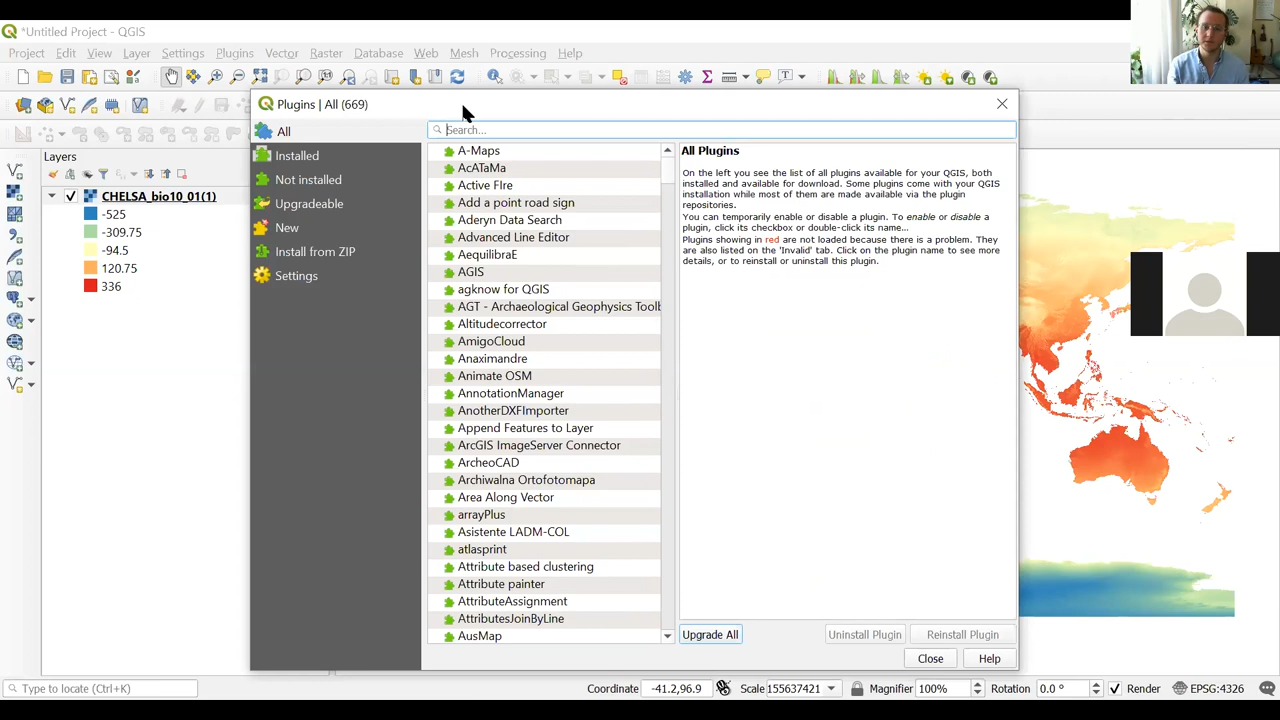 *Untitled Project - QGIS
Project Edit View Layer Settings Plugins Vector Raster Database Web Mesh Processing Help
Plugins | All (669)
All
Installed
Not installed
Upgradeable
New
Install from ZIP
Settings
Search...
A-Maps
AcATaMa
Active FIre
Add a point road sign
Aderyn Data Search
Advanced Line Editor
AequilibraE
AGIS
agknow for QGIS
AGT - Archaeological Geophysics Toolb
Altitudecorrector
AmigoCloud
Anaximandre
Animate OSM
AnnotationManager
AnotherDXFImporter
Append Features to Layer
ArcGIS ImageServer Connector
ArcheoCAD
Archiwalna Ortofotomapa
Area Along Vector
arrayPlus
Asistente LADM-COL
atlasprint
Attribute based clustering
Attribute painter
AttributeAssignment
AttributesJoinByLine
AusMap
All Plugins
On the left you see the list of all plugins available for your QGIS, both
installed and available for download. Some plugins come with your QGIS
installation while most of them are made available via the plugin
repositories.
You can temporarily enable or disable a plugin. To enable or disable a
plugin, click its checkbox or double-click its name...
Plugins showing in red are not loaded because there is a problem. They
are also listed on the 'Invalid' tab. Click on the plugin name to see more
details, or to reinstall or uninstall this plugin.
Upgrade All
Uninstall Plugin
Reinstall Plugin
Close
Help
Layers
CHELSA_bio10_01(1)
-525
-309.75
-94.5
120.75
336
Type to locate (Ctrl+K)
Coordinate -41.2,96.9
Scale 155637421
Magnifier 100%
Rotation 0.0 °
Render
EPSG:4326